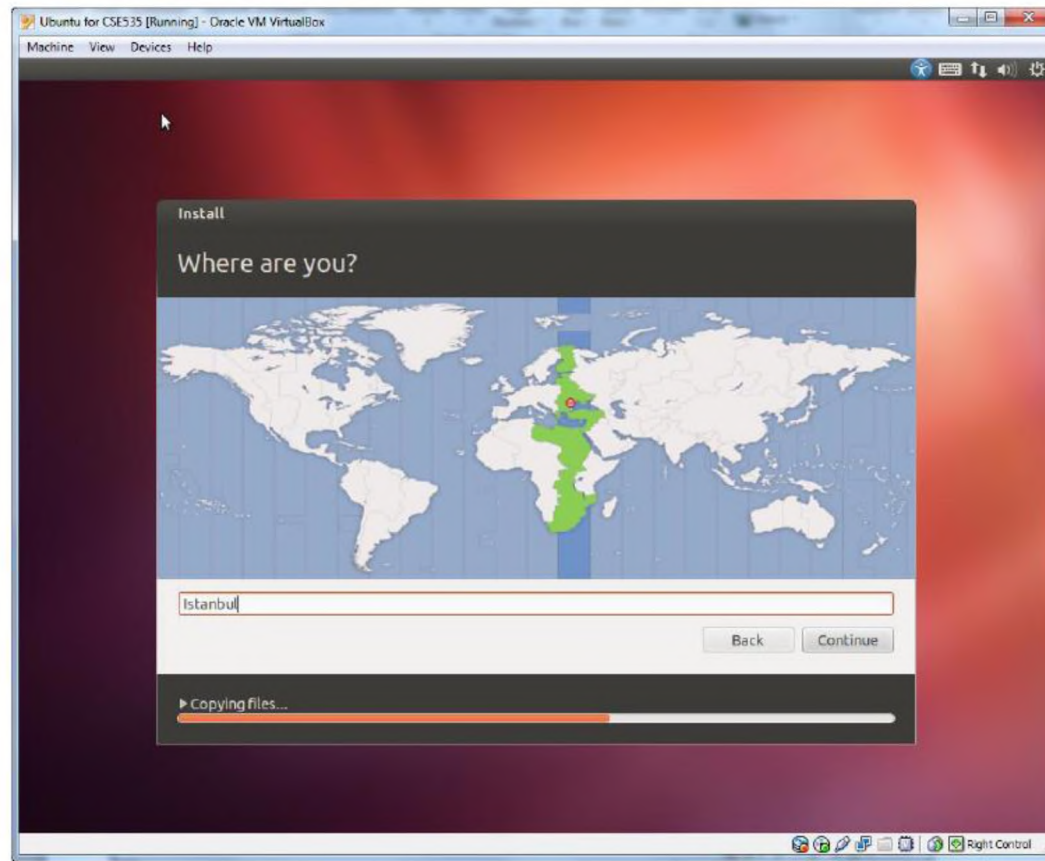 Ubuntu for CSE535 [Running] - Oracle VM VirtualBox
Machine View Devices Help
Install
Where are you?
Istanbul
Back Continue
Copying files...
Right Control